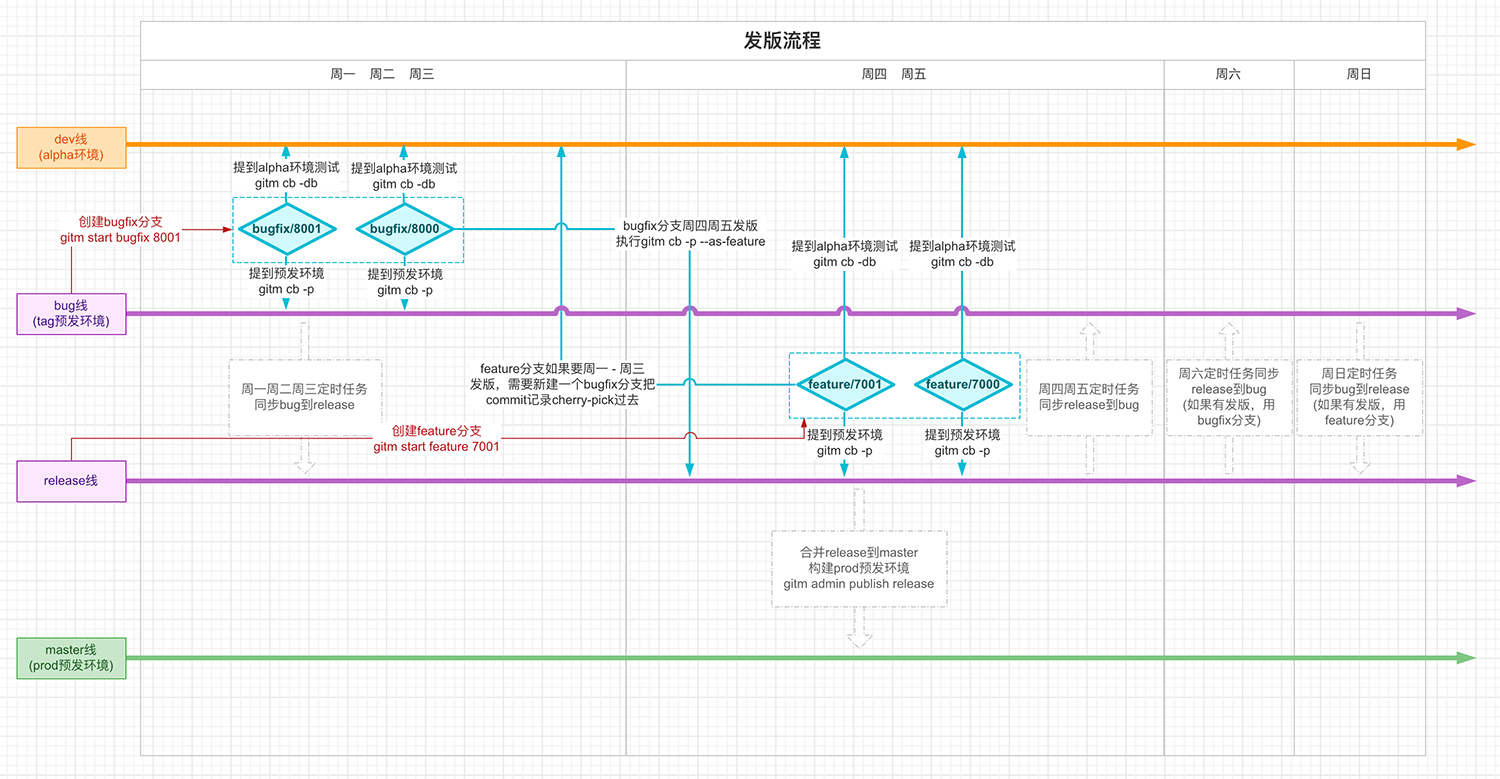 发版流程
周一 周二 周三
周四 周五
周六
周日
dev线
(alpha环境)
提到alpha环境测试
gitm cb -db
提到alpha环境测试
gitm cb -db
创建bugfix分支
gitm start bugfix 8001
bugfix/8001
bugfix/8000
bugfix分支周四周五发版
执行gitm cb -p --as-feature
提到alpha环境测试
gitm cb -db
提到alpha环境测试
gitm cb -db
提到预发环境
gitm cb -p
提到预发环境
gitm cb -p
bug线
(tag预发环境)
周一周二周三定时任务
同步bug到release
feature分支如果要周一 - 周三
发版，需要新建一个bugfix分支把
commit记录cherry-pick过去
feature/7001
feature/7000
周四周五定时任务
同步release到bug
周六定时任务同步
release到bug
(如果有发版，用
bugfix分支)
周日定时任务
同步bug到release
(如果有发版，用
feature分支)
创建feature分支
gitm start feature 7001
提到预发环境
gitm cb -p
提到预发环境
gitm cb -p
release线
合并release到master
构建prod预发环境
gitm admin publish release
master线
(prod预发环境)